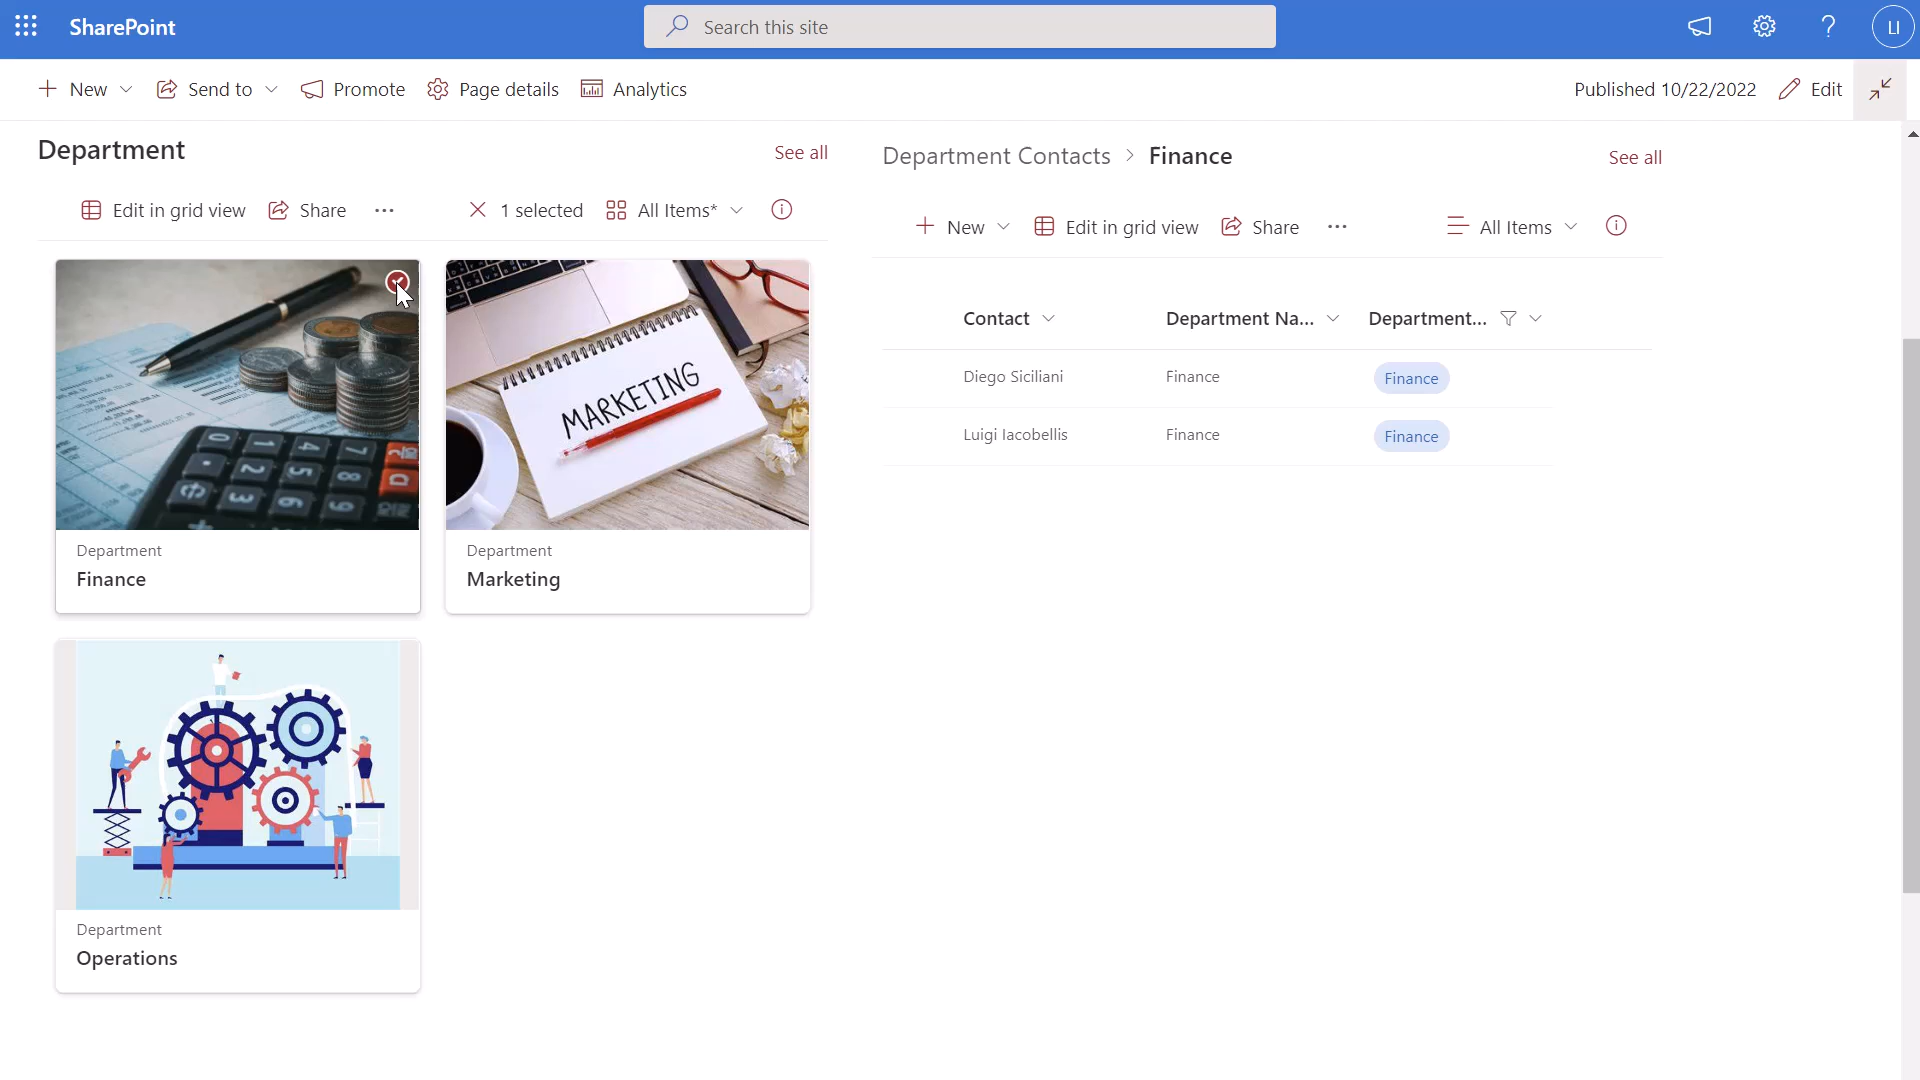 SharePoint
Search this site
LI
New
Send to
Promote
Page details
Analytics
Published 10/22/2022
Edit
Department
See all
Edit in grid view
Share
1 selected
All Items*
MARKETING
Department
Finance
Department
Marketing
Department
Operations
Department Contacts > Finance
See all
New
Edit in grid view
Share
All Items
Contact
Department Na...
Department...
Diego Siciliani
Finance
Finance
Luigi Iacobellis
Finance
Finance